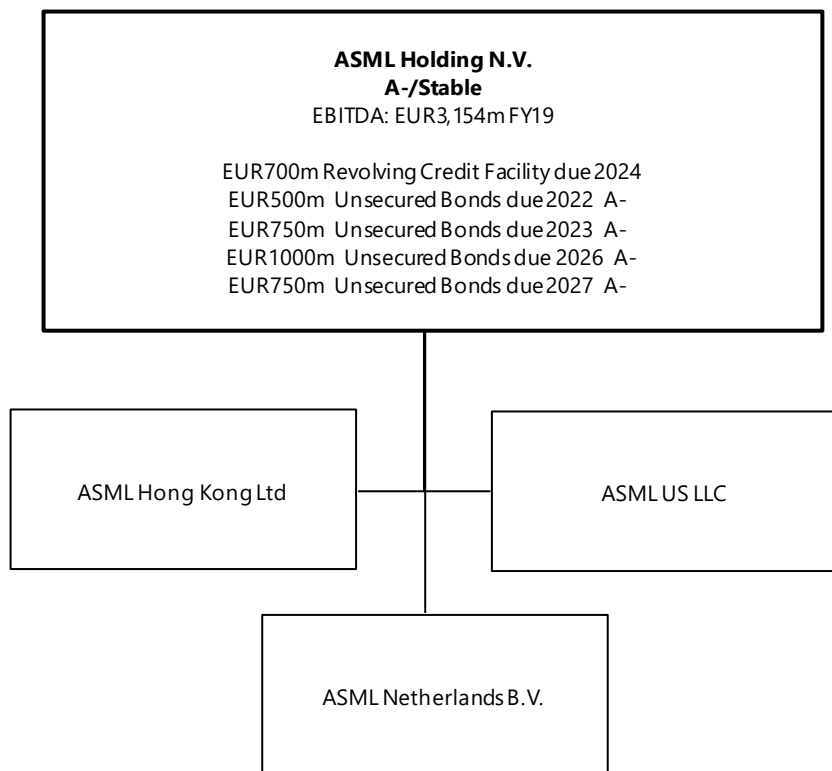 ASML Holding N.V.
A-/Stable
EBITDA: EUR3,154m FY19
EUR700m Revolving Credit Facility due 2024
EUR500m Unsecured Bonds due 2022 A-
EUR750m Unsecured Bonds due 2023 A-
EUR1000m Unsecured Bonds due 2026 A-
EUR750m Unsecured Bonds due 2027 A-
ASML Hong Kong Ltd
ASML US LLC
ASML Netherlands B.V.